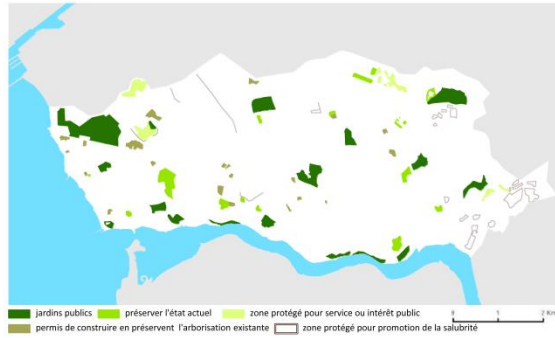 jardins publics préserver l'état actuel zone protégé pour service ou intérêt public
permis de construire en préservent l'arborisation existante zone protégé pour promotion de la salubrité
0 1 2 Km